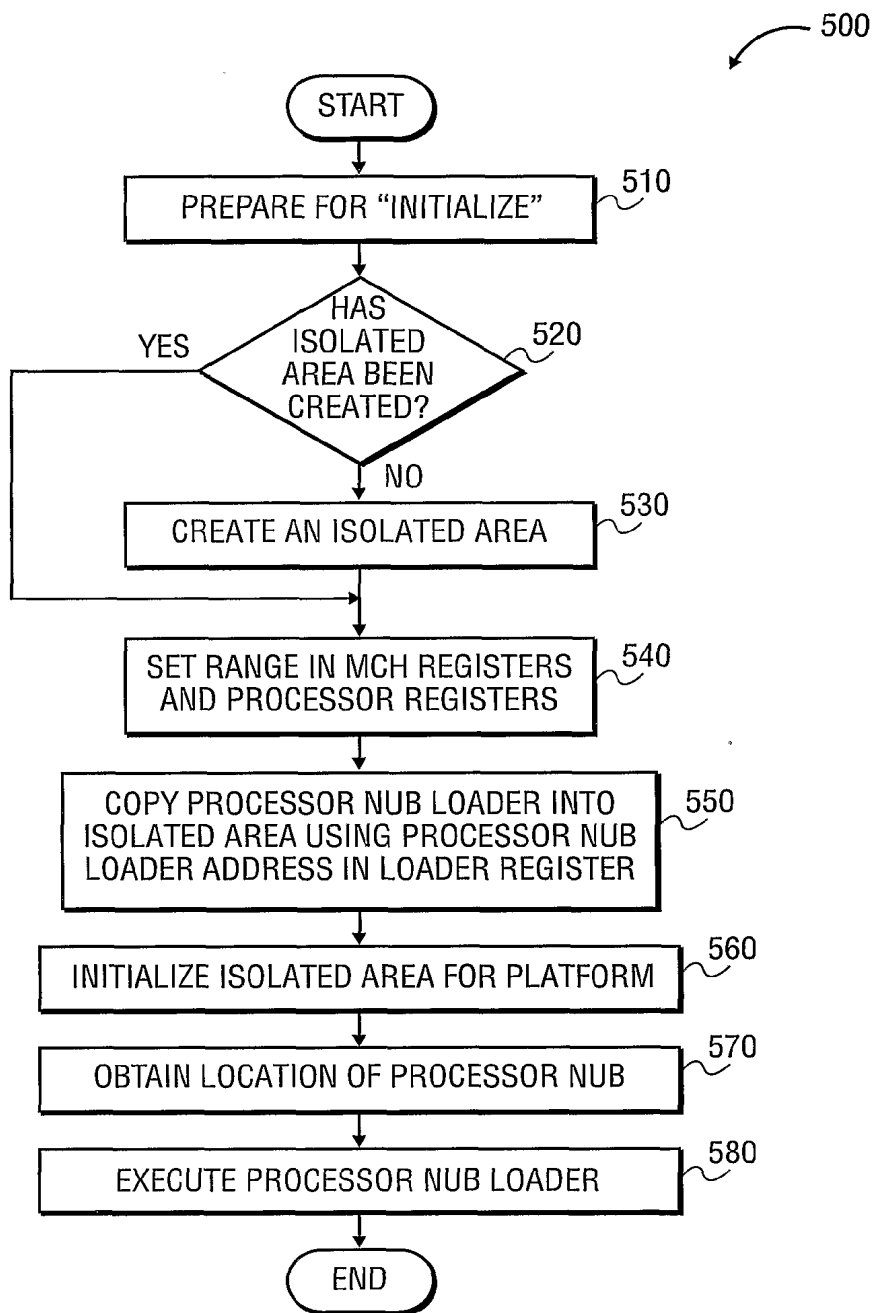 500
START
PREPARE FOR “INITIALIZE”
510
HAS
ISOLATED
AREA BEEN
CREATED?
520
YES
NO
CREATE AN ISOLATED AREA
530
SET RANGE IN MCH REGISTERS
AND PROCESSOR REGISTERS
540
COPY PROCESSOR NUB LOADER INTO
ISOLATED AREA USING PROCESSOR NUB
LOADER ADDRESS IN LOADER REGISTER
550
INITIALIZE ISOLATED AREA FOR PLATFORM
560
OBTAIN LOCATION OF PROCESSOR NUB
570
EXECUTE PROCESSOR NUB LOADER
580
END